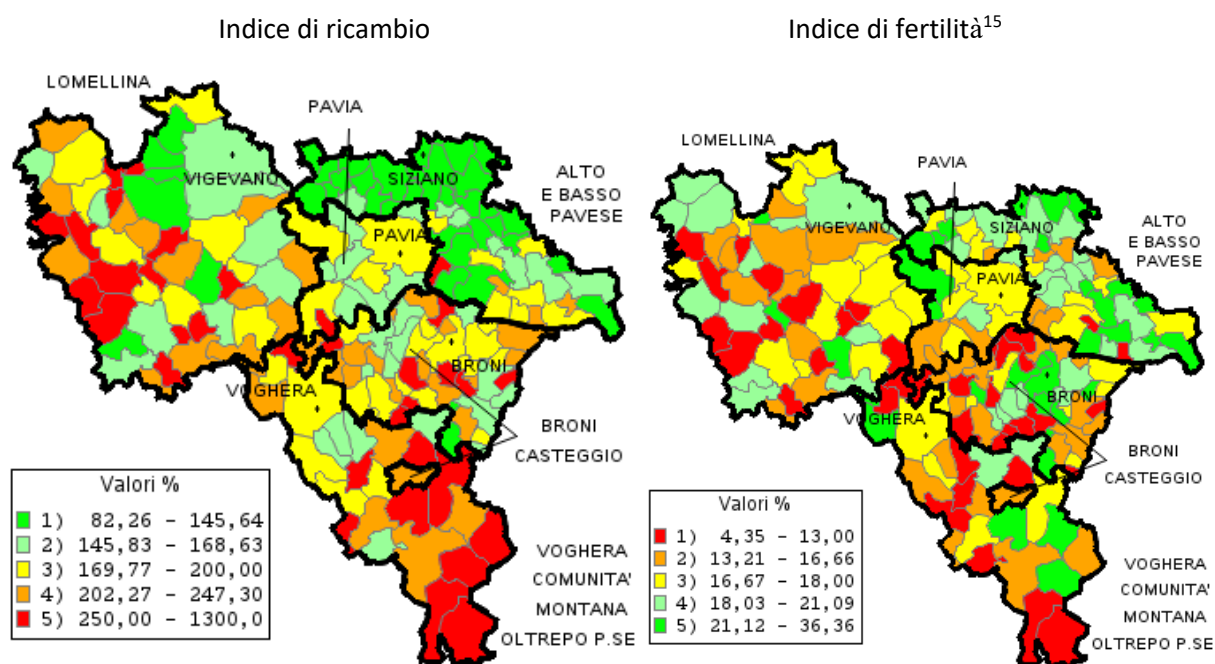 Indice di ricambio
LOMELLINA
PAVIA
VIGEVANO
SIZIANO
ALTO
E BASSO
PAVESE
PAVIA
VOGHERA
BRONI
BRONI
CASTEGGIO
VOGHERA
COMUNITA'
MONTANA
OLTREPO P.SE
Valori %
1) 82,26 - 145,64
2) 145,83 - 168,63
3) 169,77 - 200,00
4) 202,27 - 247,30
5) 250,00 - 1300,0
Indice di fertilità15
LOMELLINA
PAVIA
VIGEVANO
SIZIANO
ALTO
E BASSO
PAVESE
PAVIA
VOGHERA
BRONI
BRONI
CASTEGGIO
VOGHERA
COMUNITA'
MONTANA
OLTREPO P.SE
Valori %
1) 4,35 - 13,00
2) 13,21 - 16,66
3) 16,67 - 18,00
4) 18,03 - 21,09
5) 21,12 - 36,36